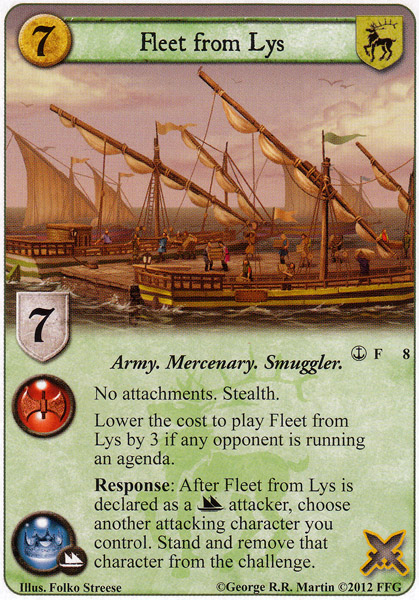 7 Fleet from Lys
7
Army. Mercenary. Smuggler.
F 8
No attachments. Stealth.
Lower the cost to play Fleet from
Lys by 3 if any opponent is running
an agenda.
Response: After Fleet from Lys is
declared as a attacker, choose
another attacking character you
control. Stand and remove that
character from the challenge.
Illus. Folko Streese ©George R.R. Martin ©2012 FFG